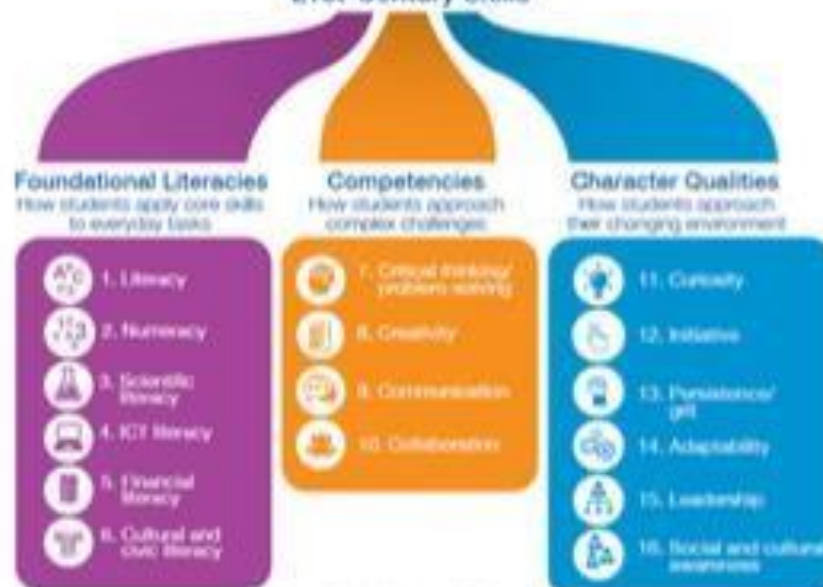 21st-Century Skills
Foundational Literacies
How students apply core skills
to everyday tasks
1. Literacy
2. Numeracy
3. Scientific
literacy
4. ICT literacy
5. Financial
literacy
6. Cultural and
civic literacy
Competencies
How students approach
complex challenges
7. Critical thinking/
problem-solving
8. Creativity
9. Communication
10. Collaboration
Character Qualities
How students approach
their changing environment
11. Curiosity
12. Initiative
13. Persistence/
grit
14. Adaptability
15. Leadership
16. Social and cultural
awareness